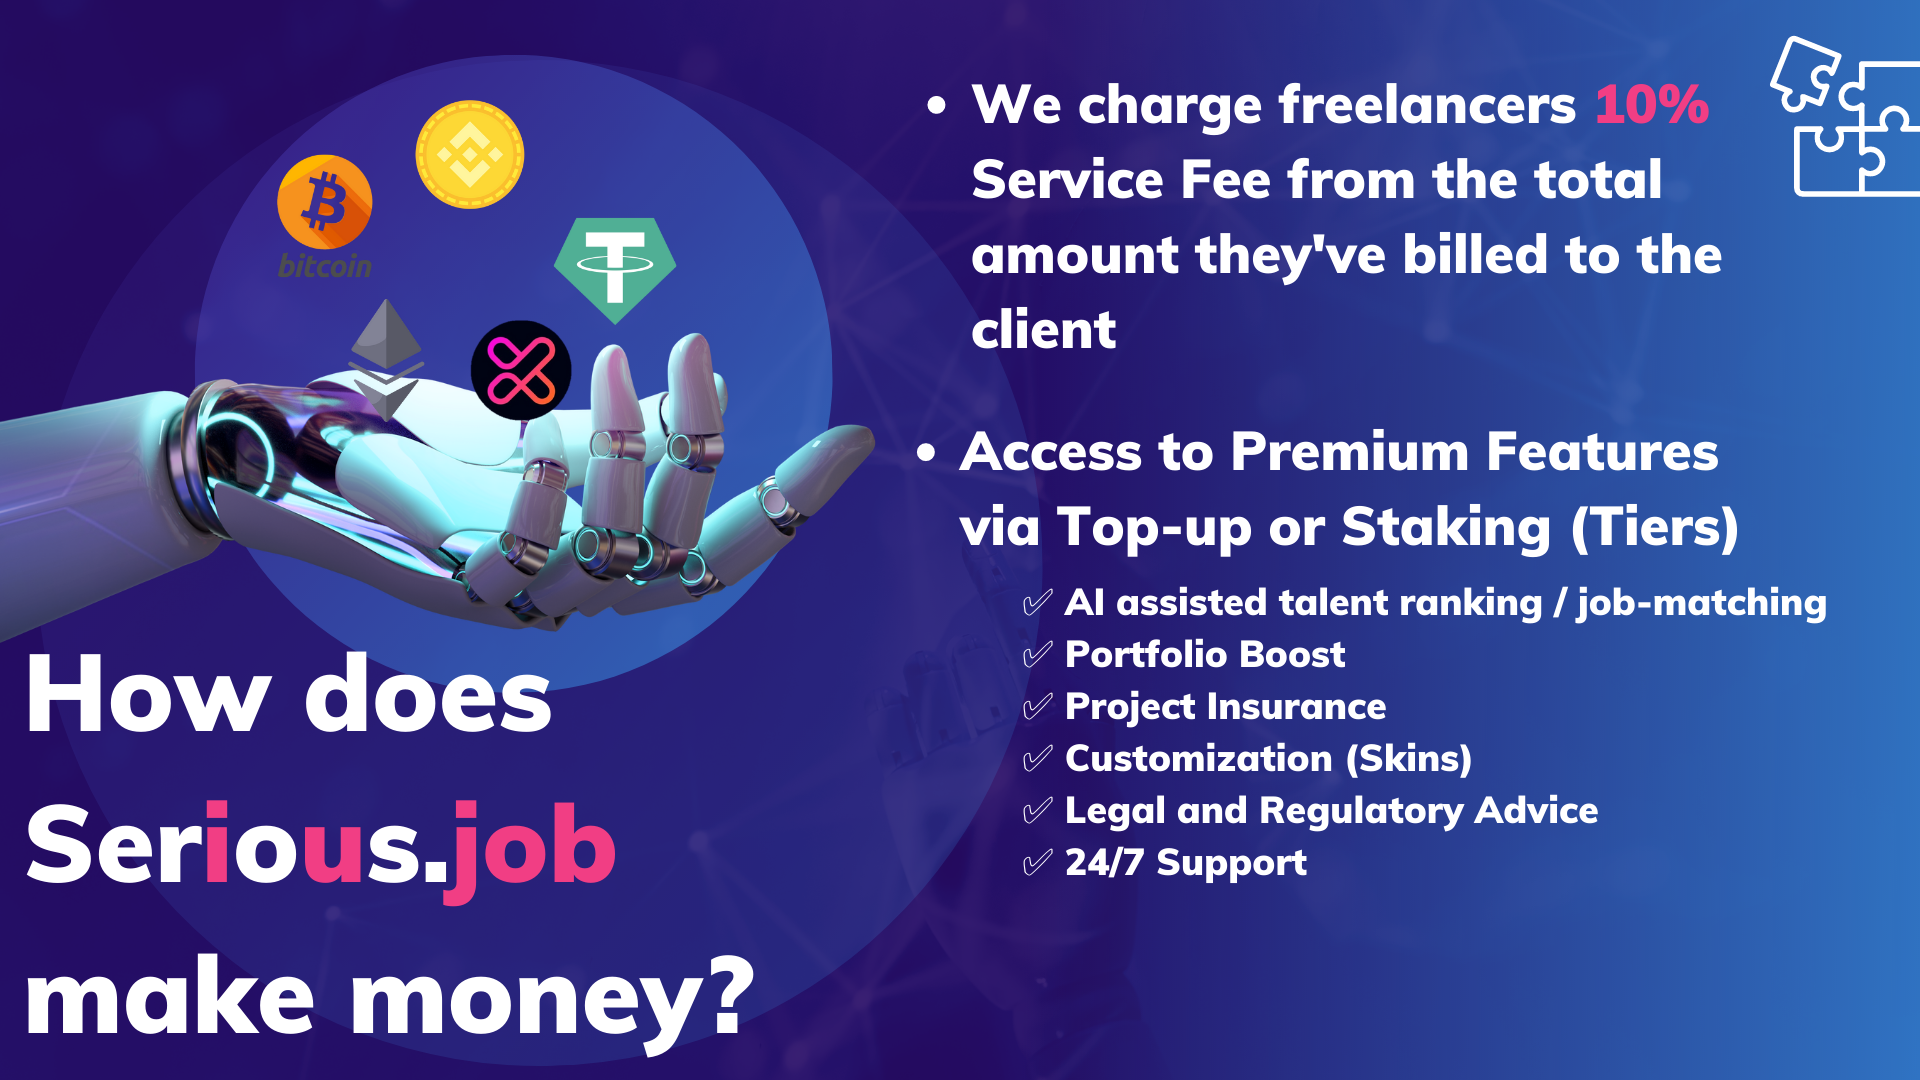 bitcoin
How does
Serious.job
make money?
• We charge freelancers 10%
Service Fee from the total
amount they've billed to the
client
• Access to Premium Features
via Top-up or Staking (Tiers)
✅ AI assisted talent ranking / job-matching
✅ Portfolio Boost
✅ Project Insurance
✅ Customization (Skins)
✅ Legal and Regulatory Advice
✅ 24/7 Support